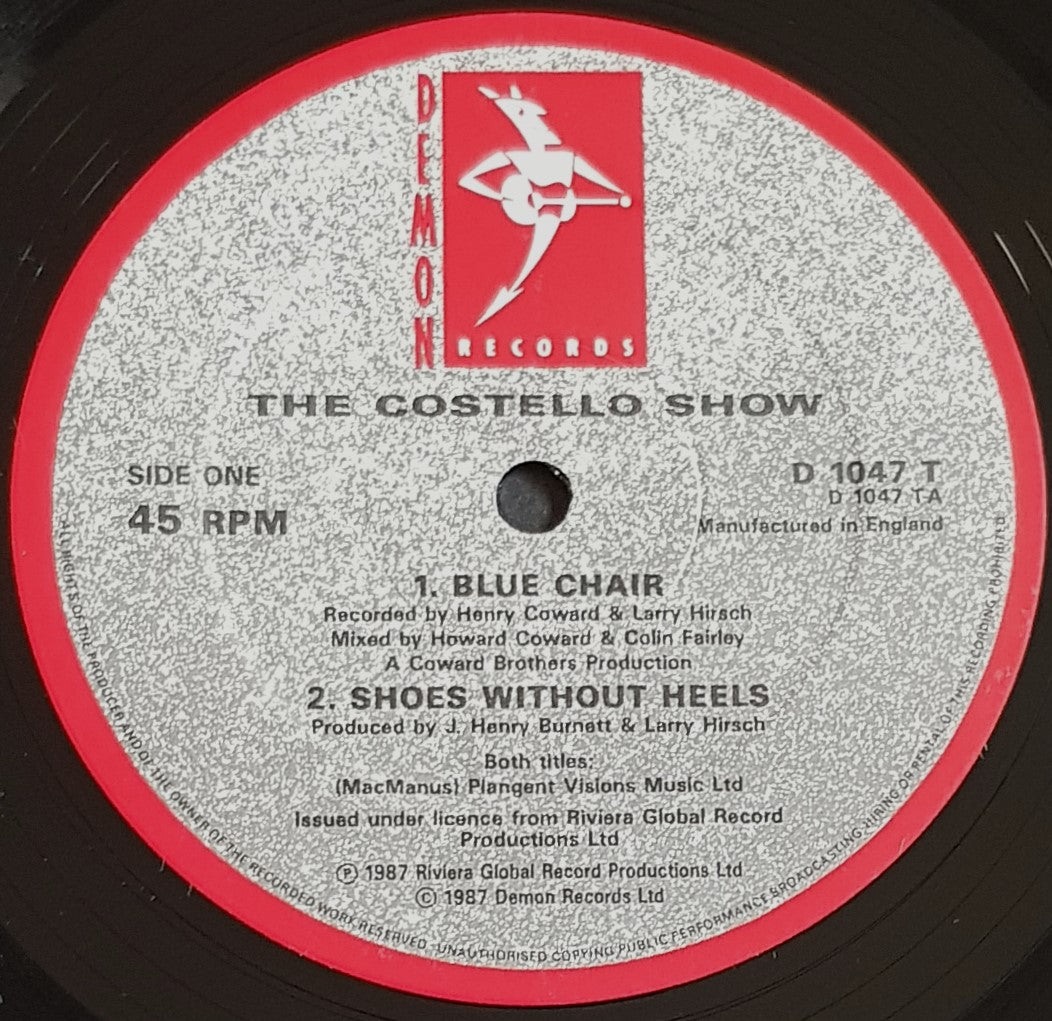 DEMON
RECORDS
THE COSTELLO SHOW
SIDE ONE
45 RPM
D 1047 T
D 1047 TA
Manufactured in England
1. BLUE CHAIR
Recorded by Henry Coward & Larry Hirsch
Mixed by Howard Coward & Colin Fairley
A Coward Brothers Production
2. SHOES WITHOUT HEELS
Produced by J. Henry Burnett & Larry Hirsch
Both titles:
(MacManus) Plangent Visions Music Ltd
Issued under licence from Riviera Global Record
Productions Ltd
℗ 1987 Riviera Global Record Productions Ltd
© 1987 Demon Records Ltd
ALL RIGHTS OF THE PRODUCER AND OF THE OWNER OF THE RECORDED WORK RESERVED · UNAUTHORISED COPYING PUBLIC PERFORMANCE BROADCASTING HIRING OR RENTAL OF THIS RECORDING PROHIBITED